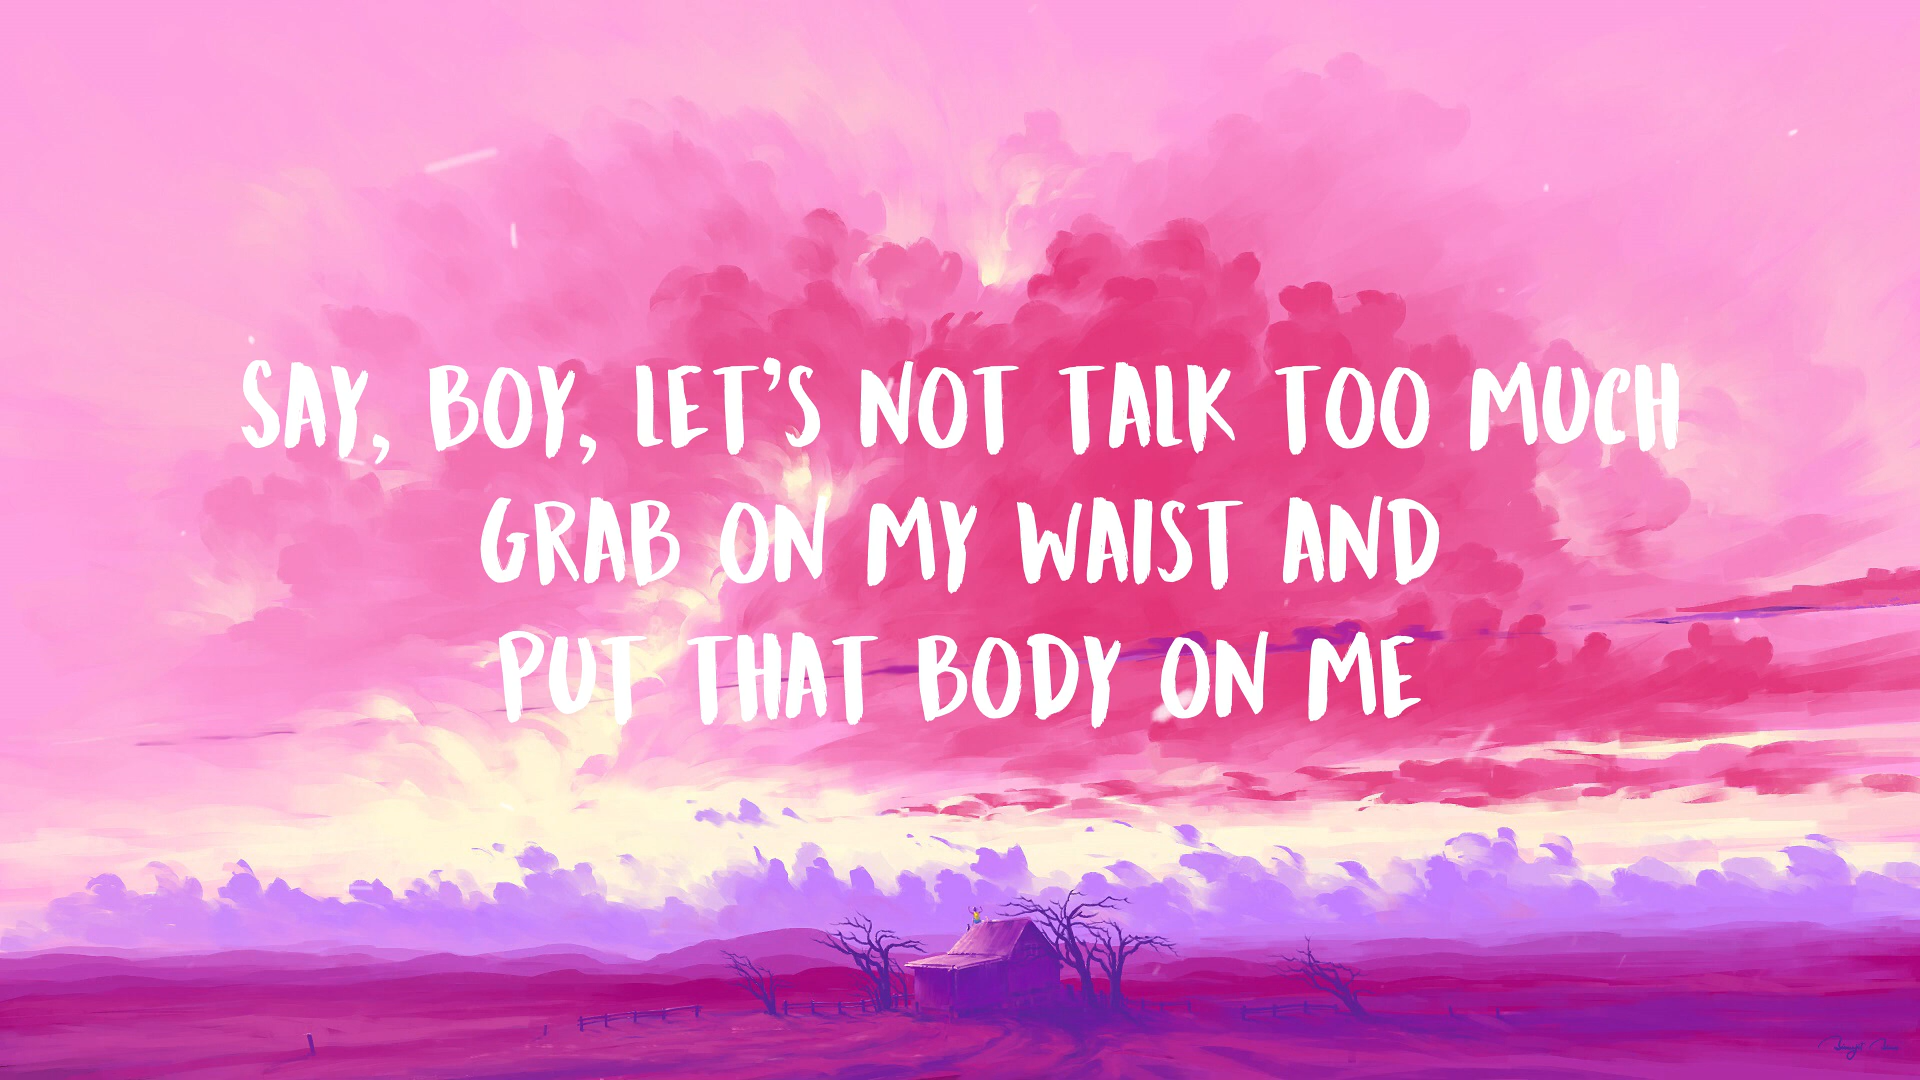 SAY, BOY, LET'S NOT TALK TOO MUCH
GRAB ON MY WAIST AND
PUT THAT BODY ON ME